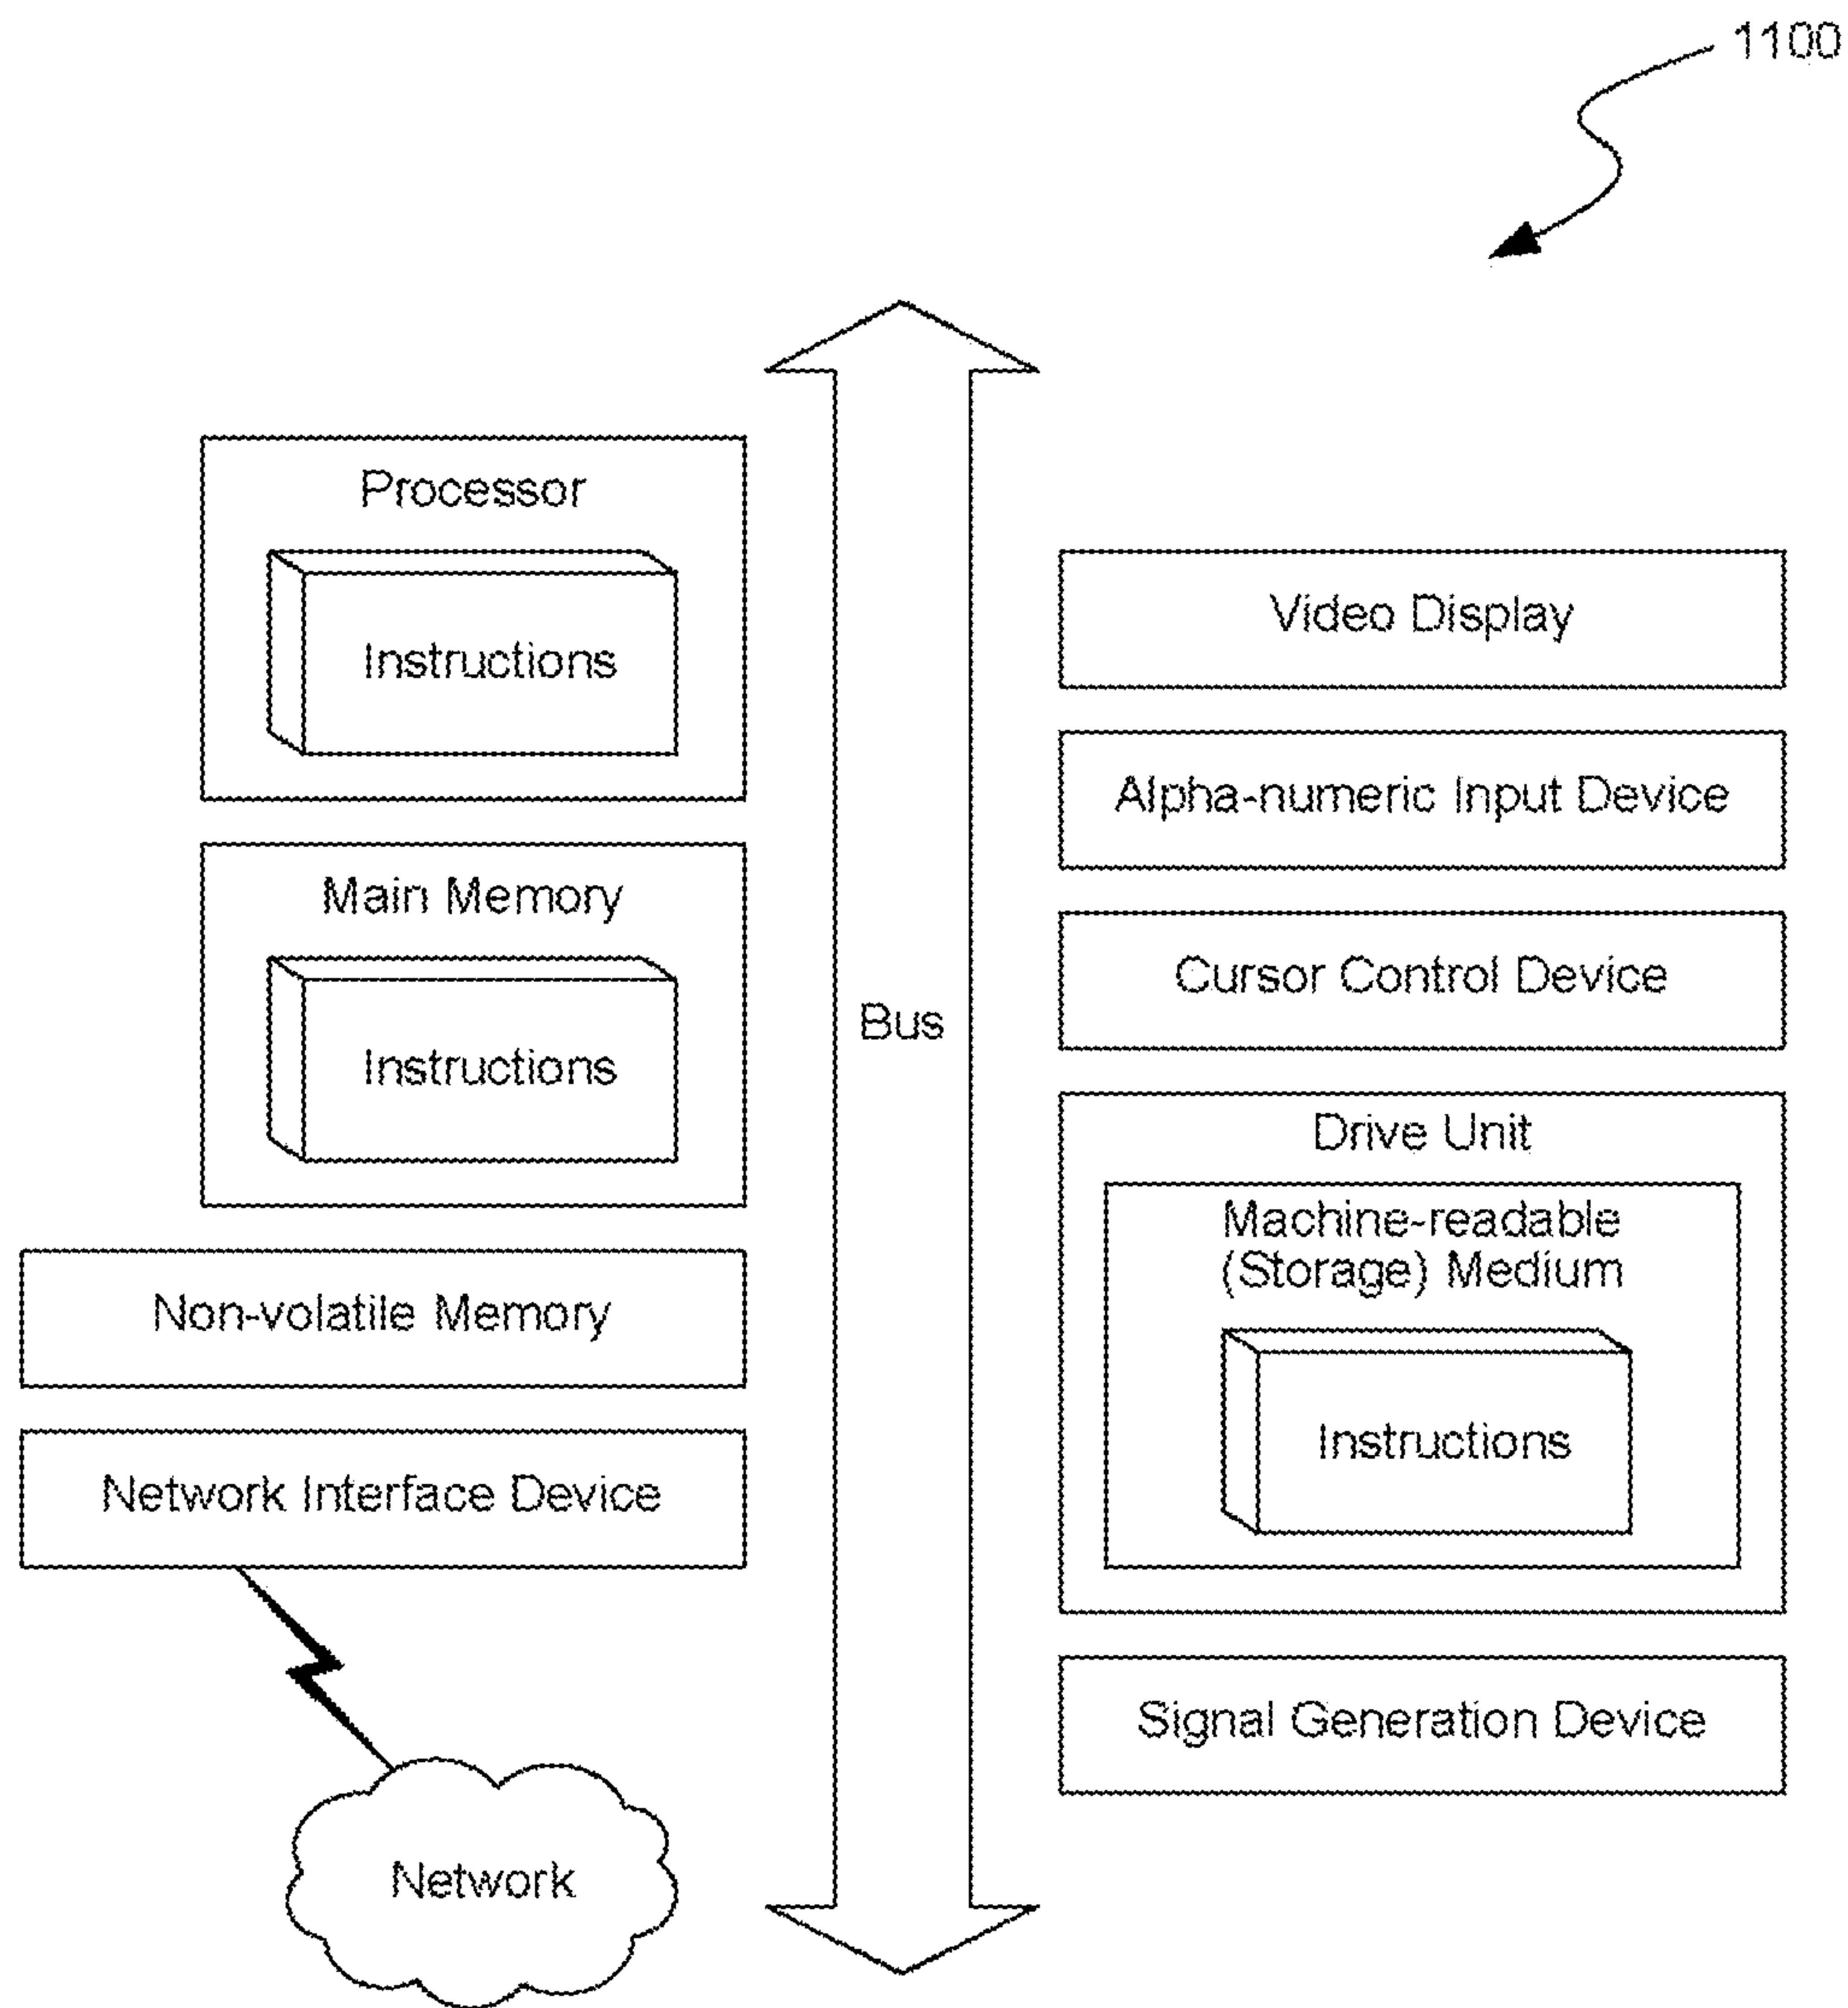 1100
Processor
Instructions
Main Memory
Instructions
Non-volatile Memory
Network Interface Device
Network
Bus
Video Display
Alpha-numeric Input Device
Cursor Control Device
Drive Unit
Machine-readable
(Storage) Medium
Instructions
Signal Generation Device